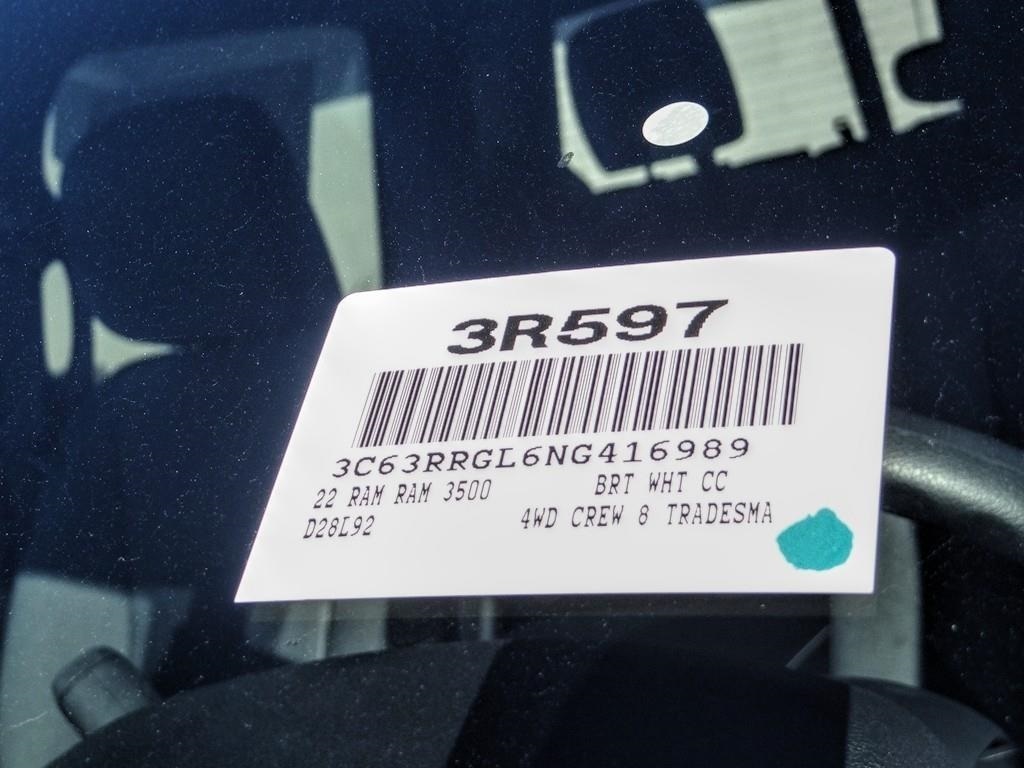 3R597
3C63RRGL6NG416989
22 RAM RAM 3500 BRT WHT CC
D28L92 4WD CREW 8 TRADESMA